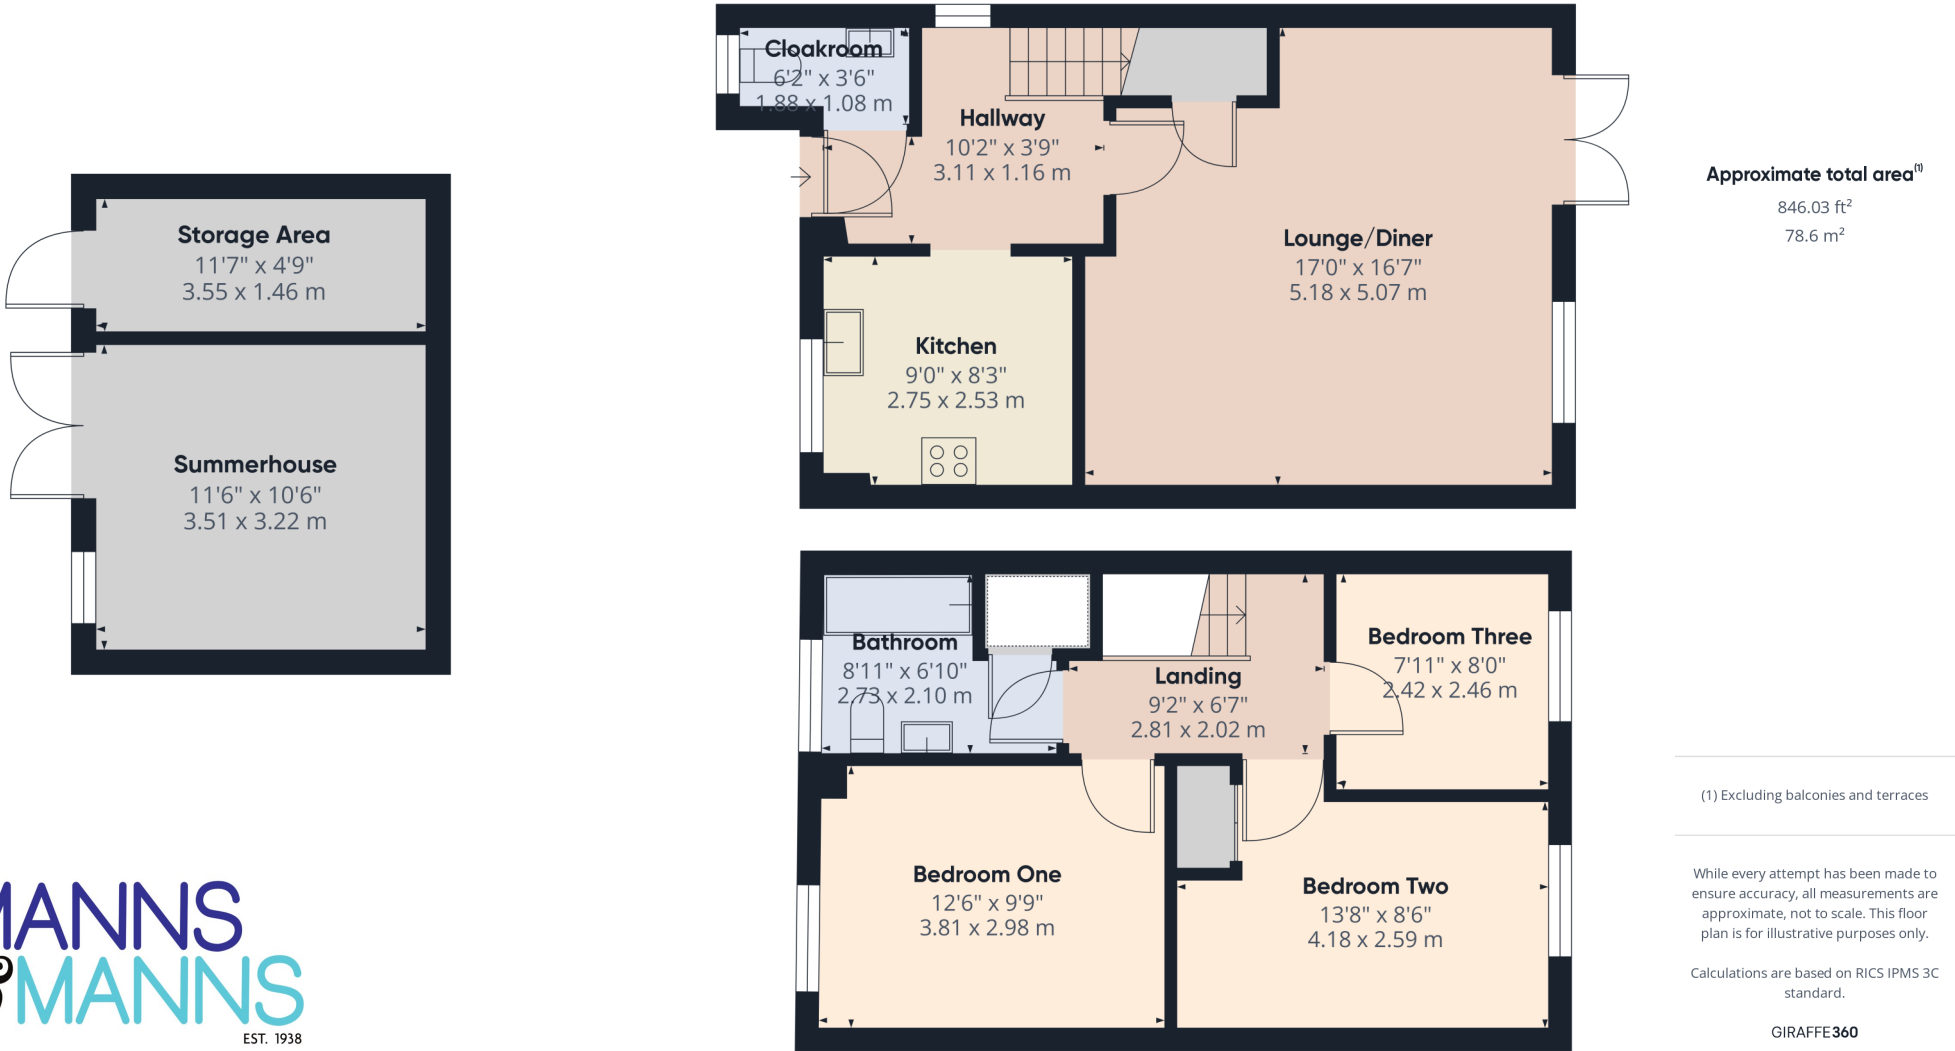 Cloakroom
6'2" x 3'6"
1.88 x 1.08 m
Hallway
10'2" x 3'9"
3.11 x 1.16 m
Lounge/Diner
17'0" x 16'7"
5.18 x 5.07 m
Kitchen
9'0" x 8'3"
2.75 x 2.53 m
Storage Area
11'7" x 4'9"
3.55 x 1.46 m
Summerhouse
11'6" x 10'6"
3.51 x 3.22 m
Bathroom
8'11" x 6'10"
2.73 x 2.10 m
Landing
9'2" x 6'7"
2.81 x 2.02 m
Bedroom Three
7'11" x 8'0"
2.42 x 2.46 m
Bedroom One
12'6" x 9'9"
3.81 x 2.98 m
Bedroom Two
13'8" x 8'6"
4.18 x 2.59 m
Approximate total area(1)
846.03 ft²
78.6 m²
(1) Excluding balconies and terraces
While every attempt has been made to
ensure accuracy, all measurements are
approximate, not to scale. This floor
plan is for illustrative purposes only.
Calculations are based on RICS IPMS 3C
standard.
GIRAFFE360
MANNS
&MANNS
EST. 1938